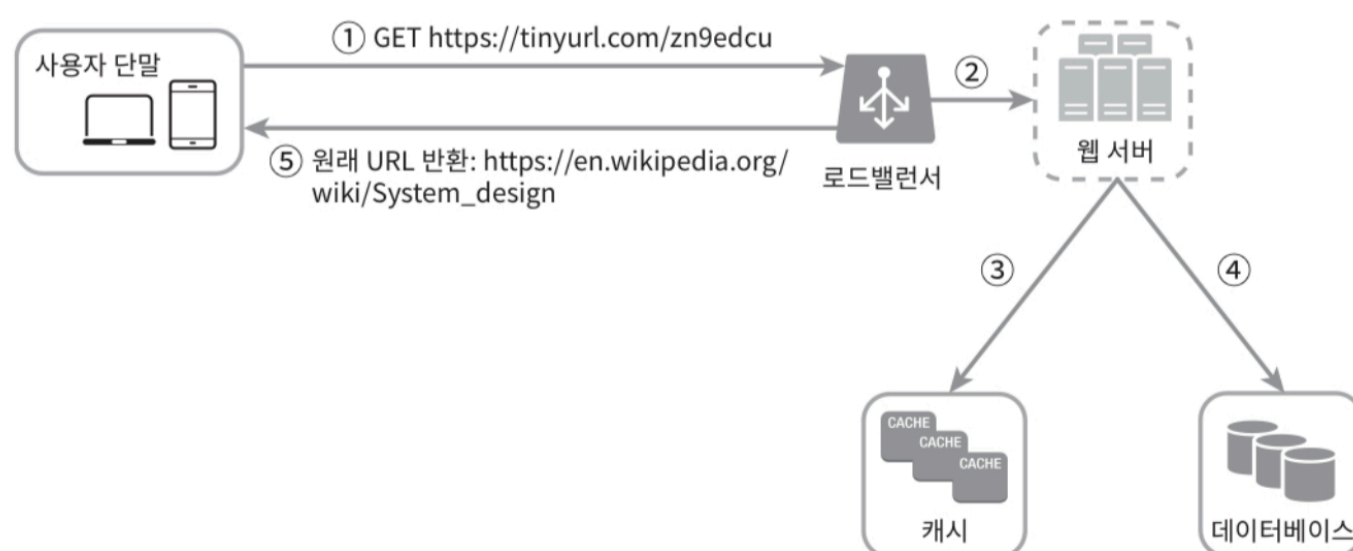 사용자 단말
① GET https://tinyurl.com/zn9edcu
②
웹 서버
로드밸런서
⑤ 원래 URL 반환: https://en.wikipedia.org/
wiki/System_design
③
④
CACHE
CACHE
CACHE
캐시
데이터베이스